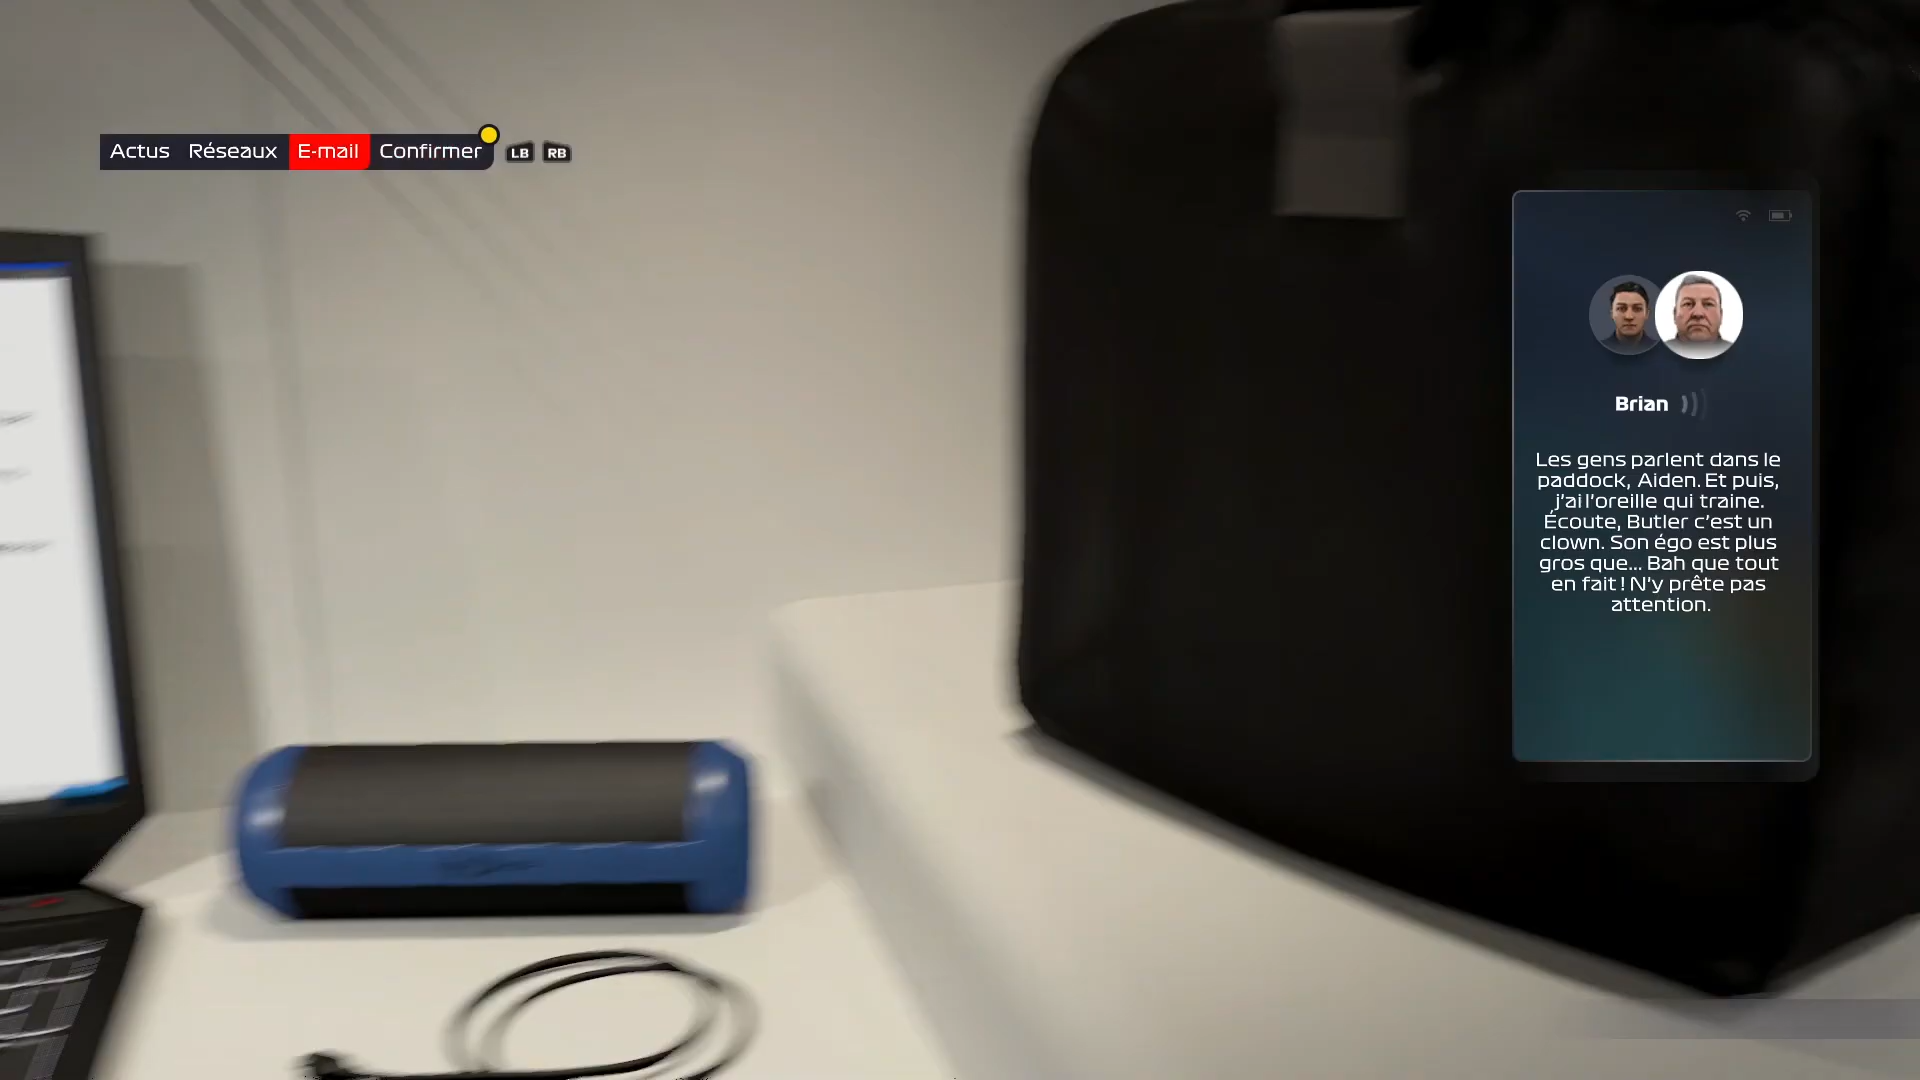 Actus Réseaux E-mail Confirmer LB RB
Brian
Les gens parlent dans le
paddock, Aiden. Et puis,
j'ai l'oreille qui traine.
Écoute, Butler c'est un
clown. Son égo est plus
gros que... Bah que tout
en fait ! N'y prête pas
attention.